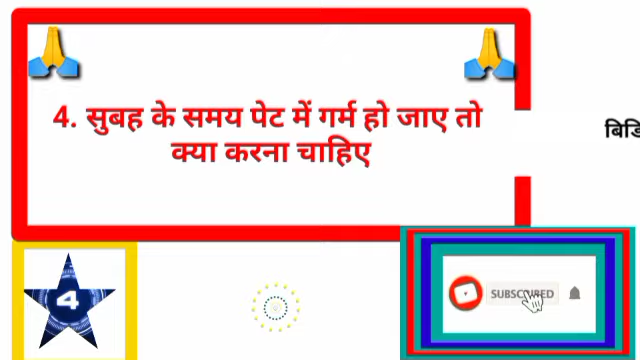 4. सुबह के समय पेट में गर्म हो जाए तो
क्या करना चाहिए
4
SUBSCRIBED